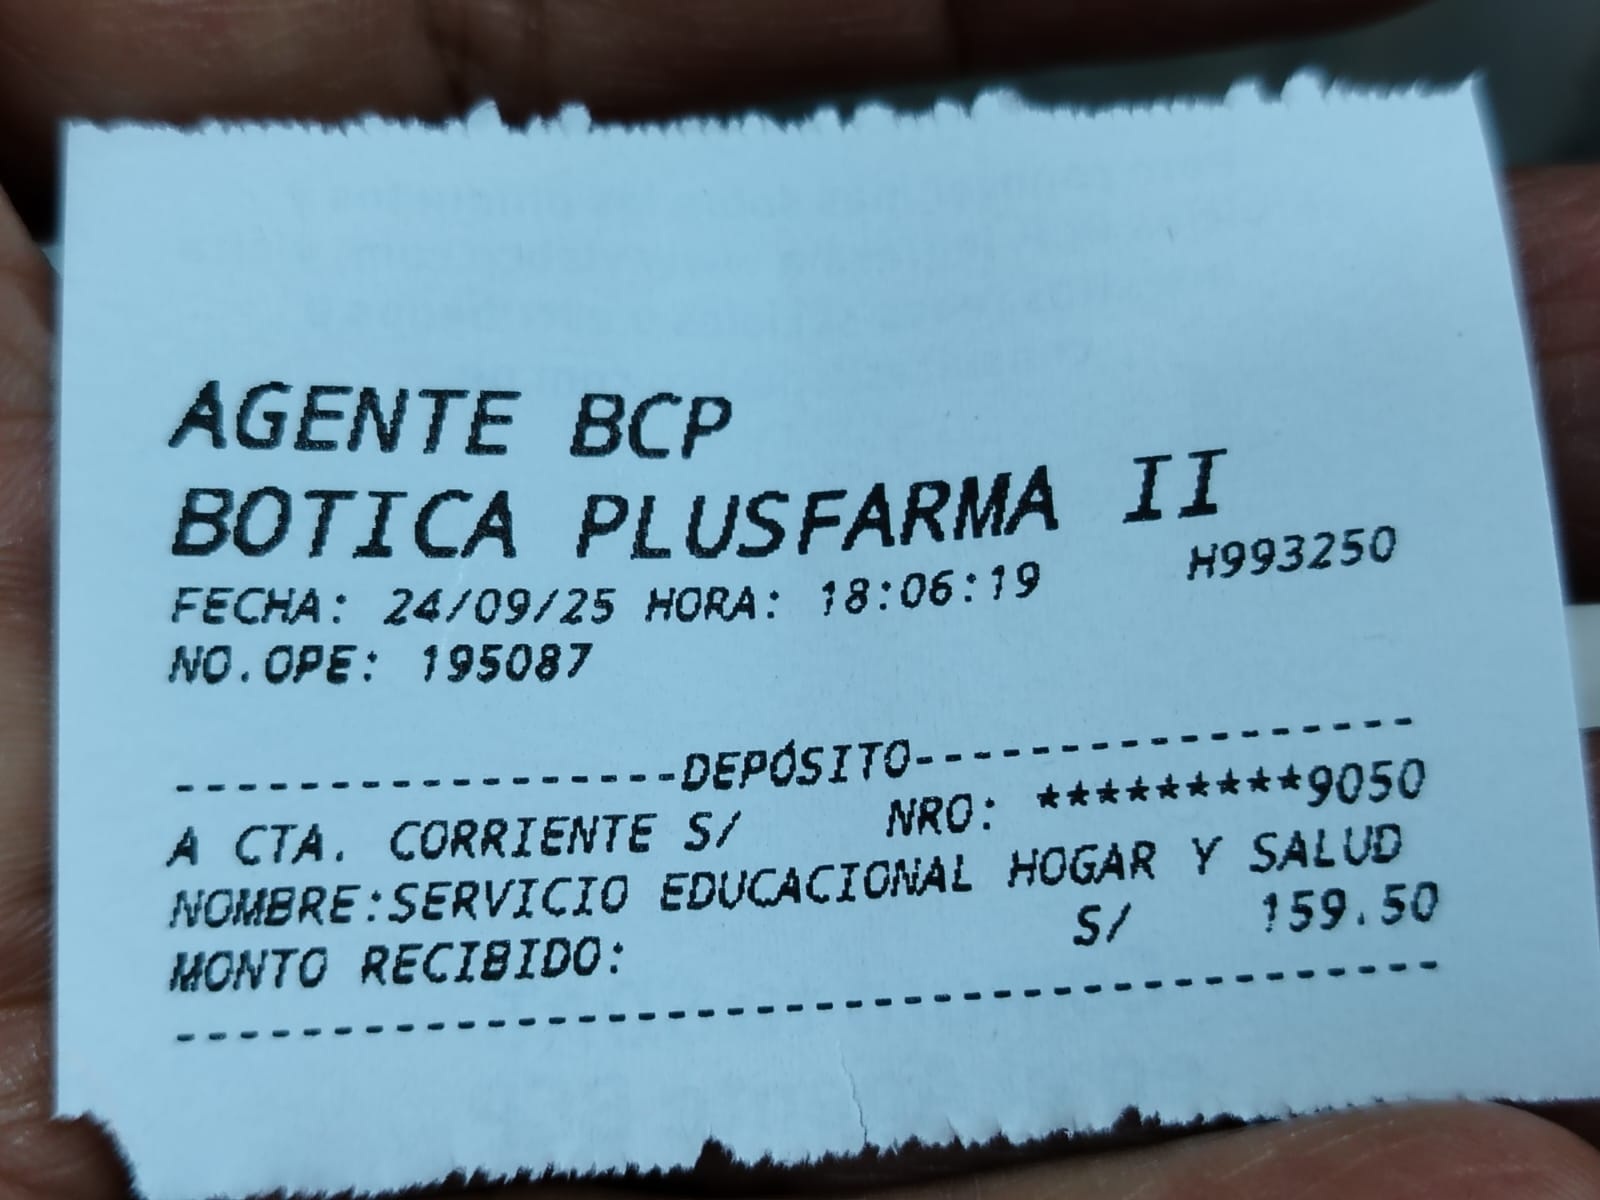 AGENTE BCP
BOTICA PLUSFARMA II
FECHA: 24/09/25 HORA: 18:06:19 H993250
NO.OPE: 195087
-----------------DEPÓSITO-----------------
A CTA. CORRIENTE S/ NRO: *********9050
NOMBRE:SERVICIO EDUCACIONAL HOGAR Y SALUD
MONTO RECIBIDO: S/ 159.50
------------------------------------------